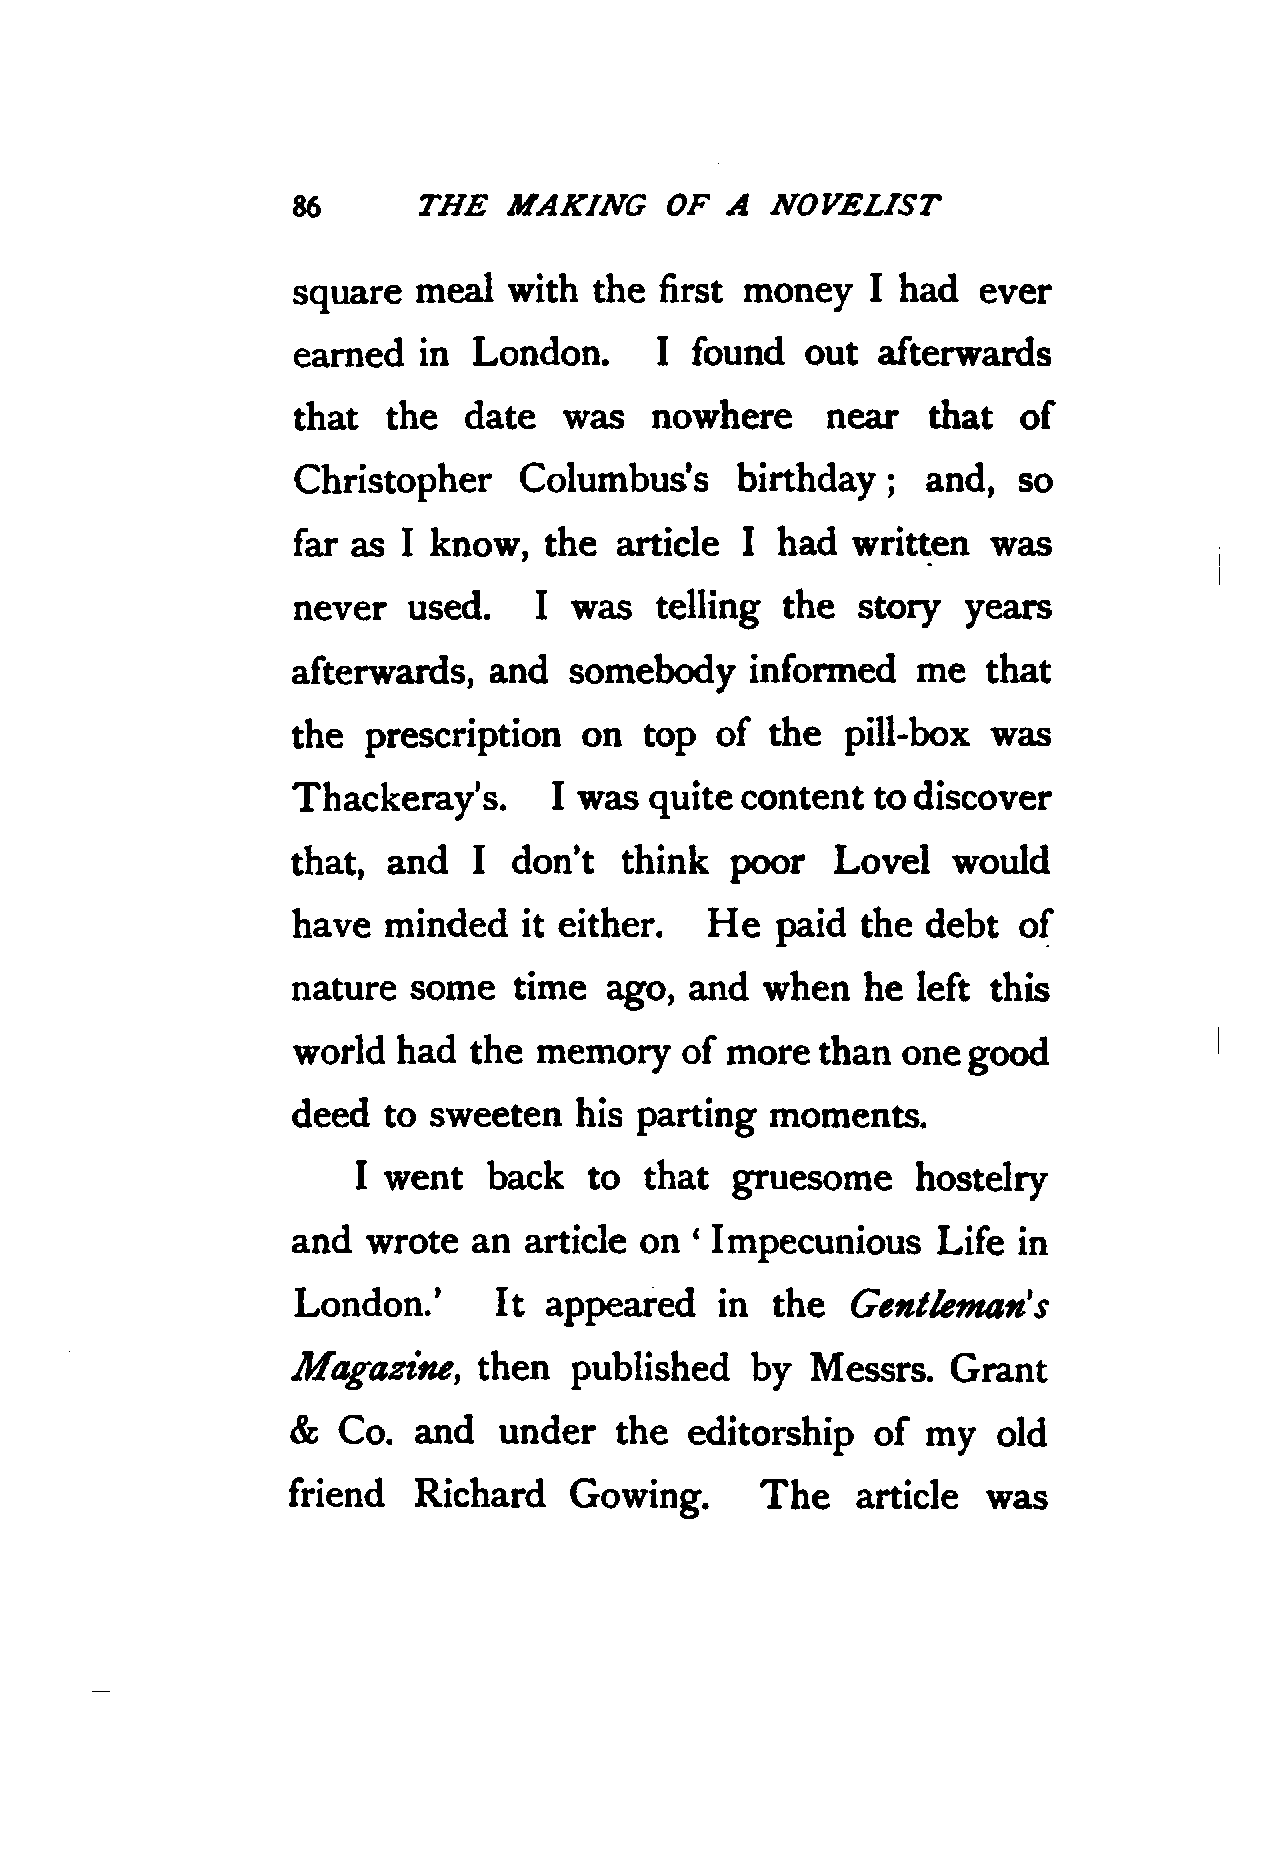 86 THE MAKING OF A NOVELIST
square meal with the first money I had ever
earned in London. I found out afterwards
that the date was nowhere near that of
Christopher Columbus's birthday; and, so
far as I know, the article I had written was
never used. I was telling the story years
afterwards, and somebody informed me that
the prescription on top of the pill-box was
Thackeray's. I was quite content to discover
that, and I don't think poor Lovel would
have minded it either. He paid the debt of
nature some time ago, and when he left this
world had the memory of more than one good
deed to sweeten his parting moments.
I went back to that gruesome hostelry
and wrote an article on ' Impecunious Life in
London.' It appeared in the Gentleman's
Magazine, then published by Messrs. Grant
& Co. and under the editorship of my old
friend Richard Gowing. The article was